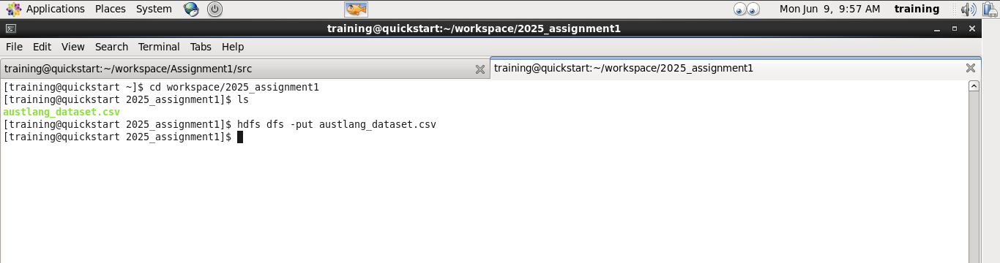 Applications Places System Mon Jun 9, 9:57 AM training
training@quickstart:~/workspace/2025_assignment1
File Edit View Search Terminal Tabs Help
training@quickstart:~/workspace/Assignment1/src training@quickstart:~/workspace/2025_assignment1
[training@quickstart ~]$ cd workspace/2025_assignment1
[training@quickstart 2025_assignment1]$ ls
austlang_dataset.csv
[training@quickstart 2025_assignment1]$ hdfs dfs -put austlang_dataset.csv
[training@quickstart 2025_assignment1]$